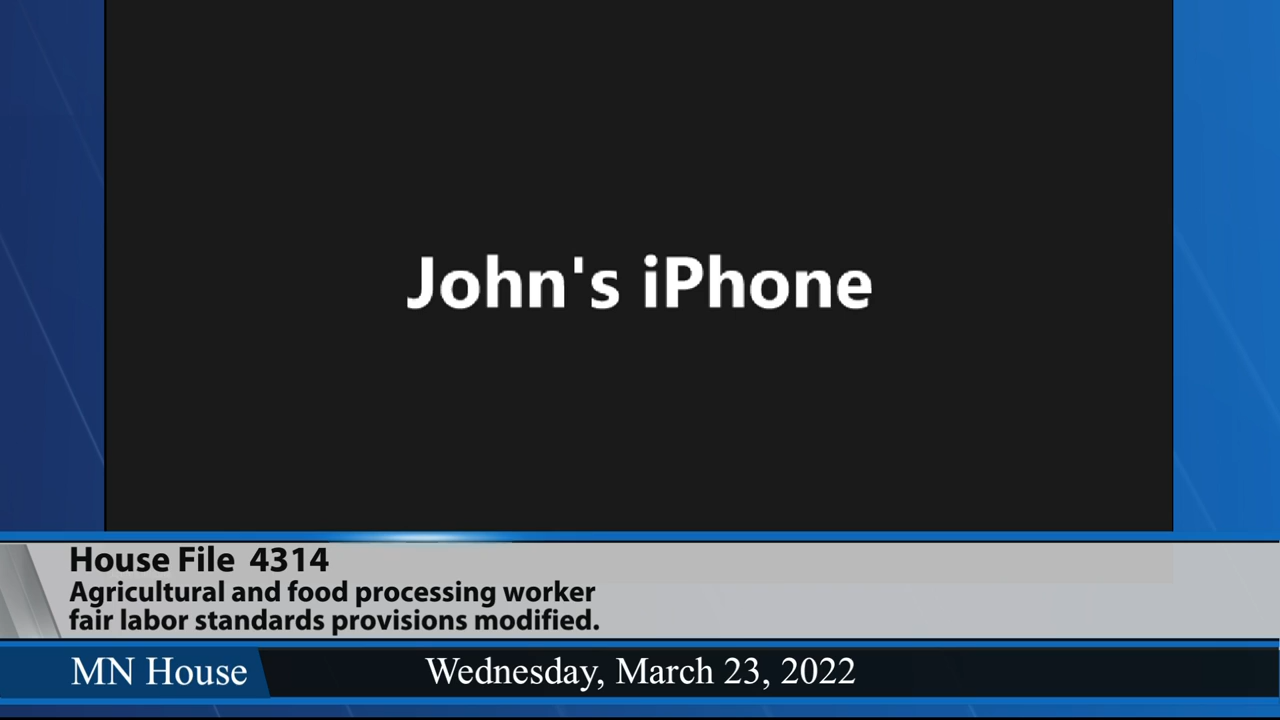 John's iPhone
House File 4314
Agricultural and food processing worker
fair labor standards provisions modified.
MN House
Wednesday, March 23, 2022